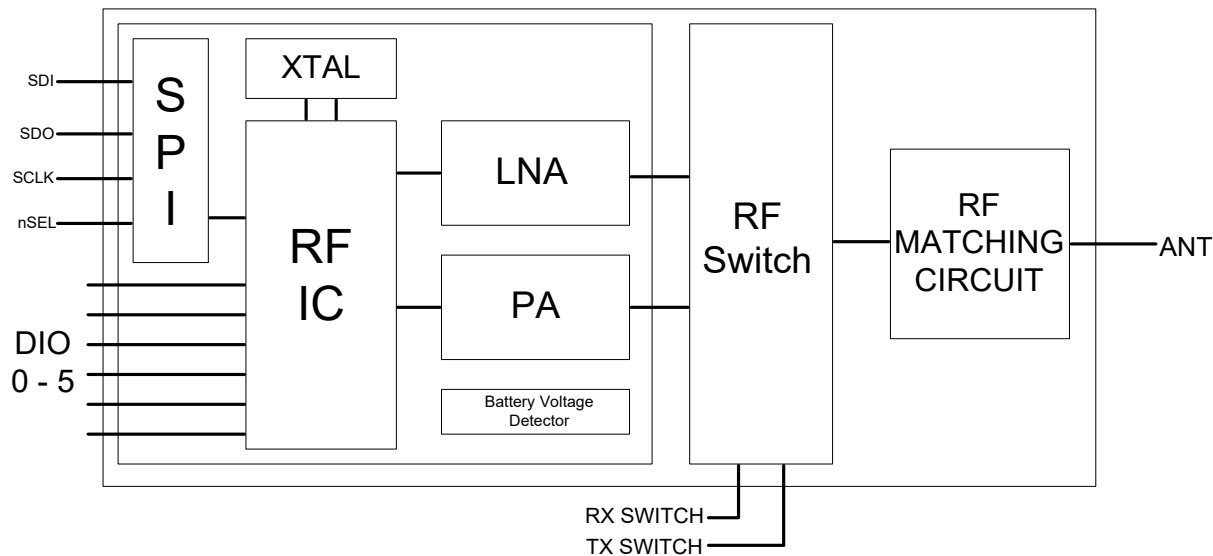 SDI
SDO
SCLK
nSEL
S
P
I
XTAL
RF
IC
LNA
PA
Battery Voltage
Detector
RF
Switch
RF
MATCHING
CIRCUIT
ANT
DIO
0 - 5
RX SWITCH
TX SWITCH